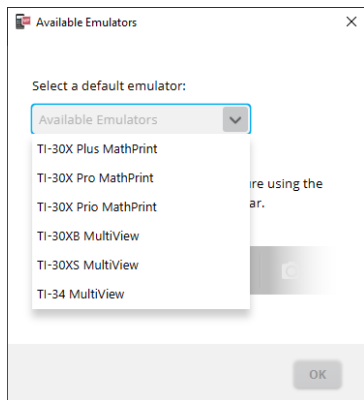 Available Emulators
Select a default emulator:
Available Emulators
TI-30X Plus MathPrint
TI-30X Pro MathPrint
TI-30X Prio MathPrint
TI-30XB MultiView
TI-30XS MultiView
TI-34 MultiView
re using the
ar.
OK